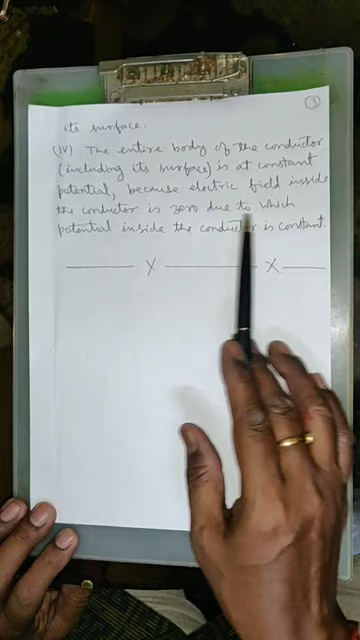 3
its surface.
(IV) The entire body of the conductor
(including its surface) is at constant
potential, because electric field inside
the conductor is zero due to which
potential inside the conductor is constant.
X X